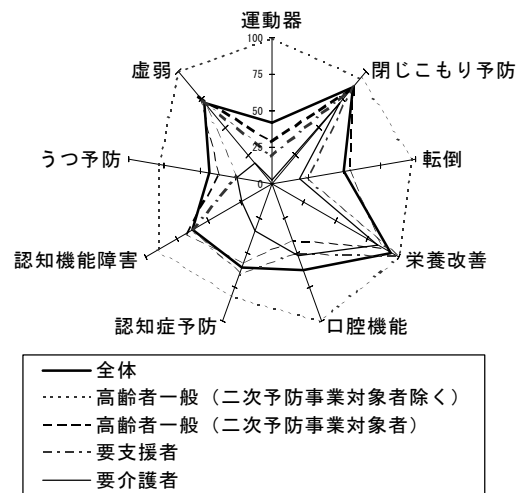 運動器
100
虚弱
閉じこもり予防
75
50
25
うつ予防
転倒
0
認知機能障害
栄養改善
認知症予防
口腔機能
全体
高齢者一般（二次予防事業対象者除く）
高齢者一般（二次予防事業対象者）
要支援者
要介護者